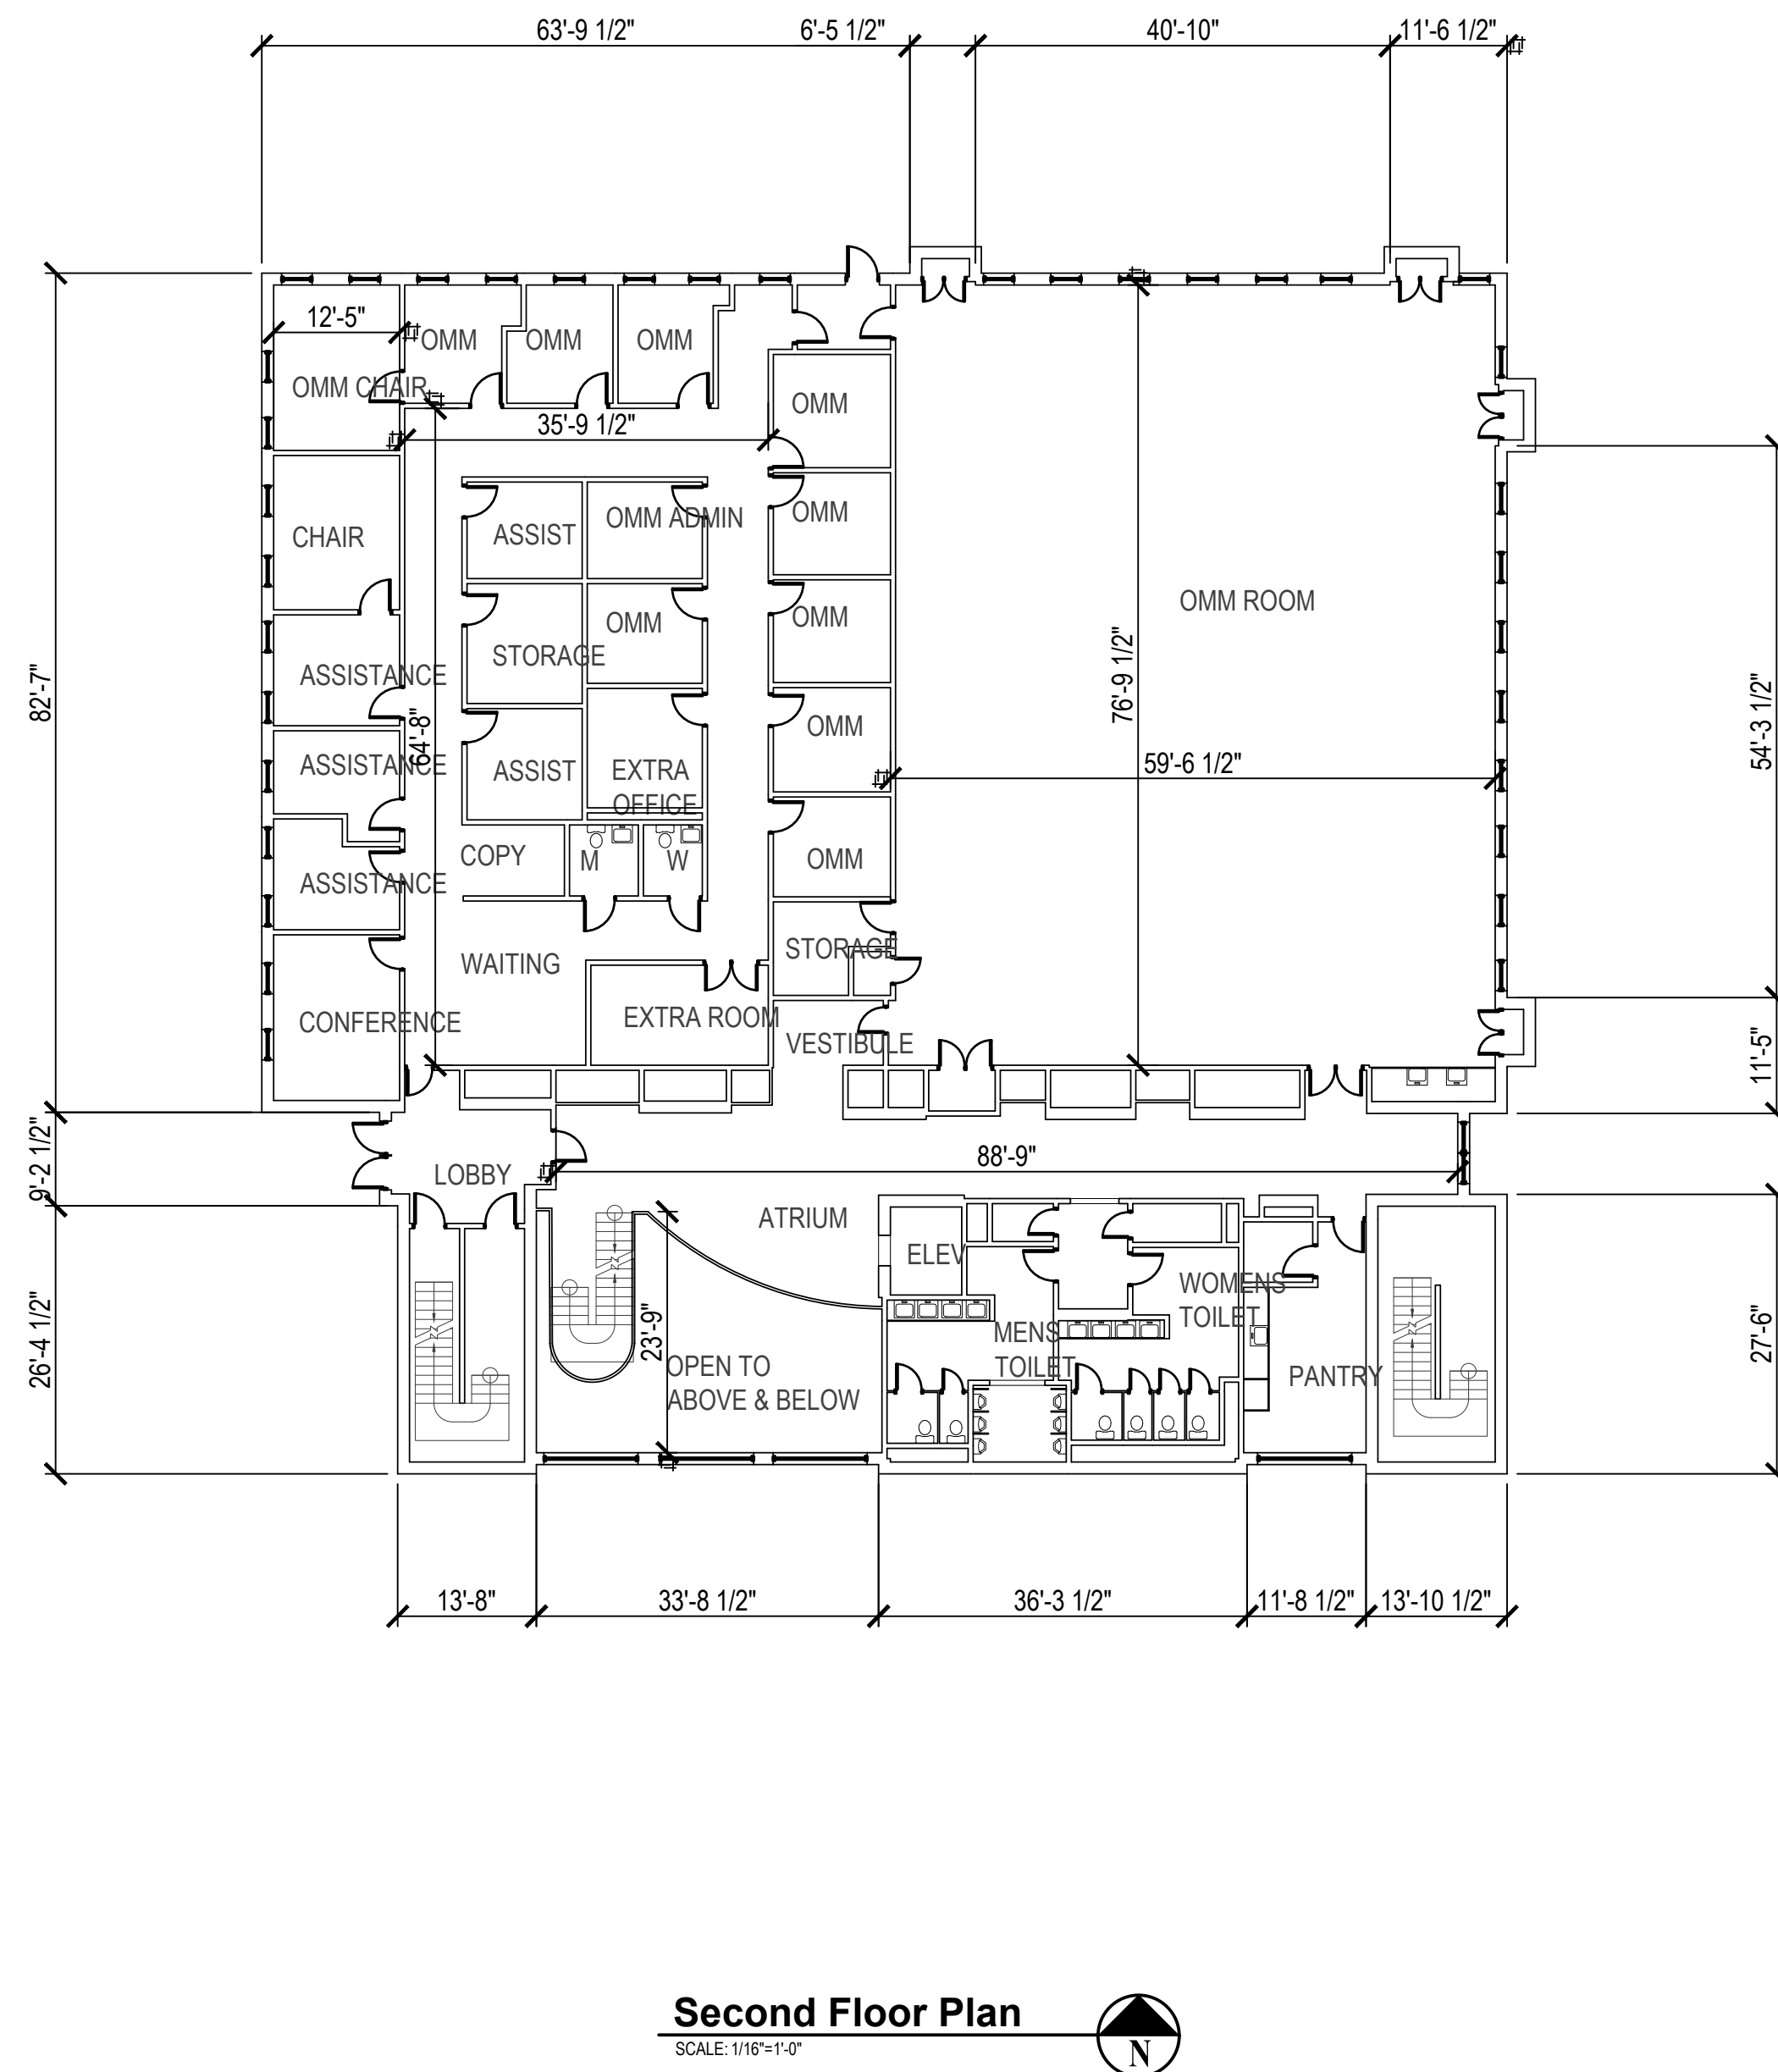 63'-9 1/2"
6'-5 1/2"
40'-10"
11'-6 1/2"
12'-5"
OMM
OMM
OMM
OMM CHAIR
OMM
35'-9 1/2"
OMM
ASSIST
OMM ADMIN
CHAIR
OMM ROOM
OMM
OMM
STORAGE
ASSISTANCE
76'-9 1/2"
82'-7"
64'-8"
54'-3 1/2"
OMM
ASSISTANCE
ASSIST
EXTRA
OFFICE
59'-6 1/2"
COPY
M
W
OMM
ASSISTANCE
STORAGE
WAITING
EXTRA ROOM
CONFERENCE
VESTIBULE
11'-5"
9'-2 1/2"
88'-9"
LOBBY
ATRIUM
ELEV
WOMENS
TOILET
23'-9"
MENS
TOILET
26'-4 1/2"
27'-6"
OPEN TO
ABOVE & BELOW
PANTRY
13'-8"
33'-8 1/2"
36'-3 1/2"
11'-8 1/2"
13'-10 1/2"
Second Floor Plan
SCALE: 1/16"=1'-0"
N